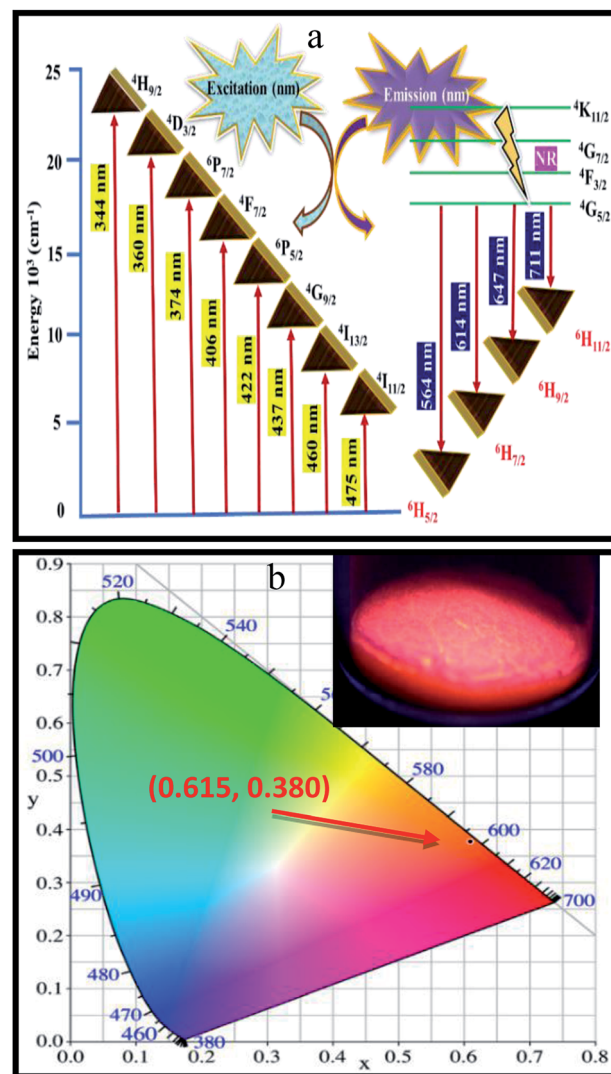 a
Excitation (nm)
Emission (nm)
Energy 10³ (cm⁻¹)
25
20
15
10
5
0
⁴H₉/₂
⁴D₃/₂
⁶P₇/₂
⁴F₇/₂
⁶P₅/₂
⁴G₉/₂
⁴I₁₃/₂
⁴I₁₁/₂
344 nm
360 nm
374 nm
406 nm
422 nm
437 nm
460 nm
475 nm
⁴K₁₁/₂
⁴G₇/₂
NR
⁴F₃/₂
⁴G₅/₂
564 nm
614 nm
647 nm
711 nm
⁶H₁₁/₂
⁶H₉/₂
⁶H₇/₂
⁶H₅/₂
b
0.9
0.8
0.7
0.6
0.5
y
0.4
0.3
0.2
0.1
0.0
520
540
500
580
(0.615, 0.380)
600
620
490
700
480
470
460
380
0.0 0.1 0.2 0.3 0.4 0.5 0.6 0.7 0.8
x